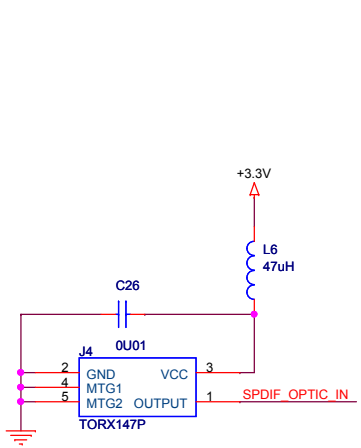 +3.3V
L6
47uH
C26
0U01
J4
2 GND VCC 3
4 MTG1
5 MTG2 OUTPUT 1 SPDIF_OPTIC_IN
TORX147P